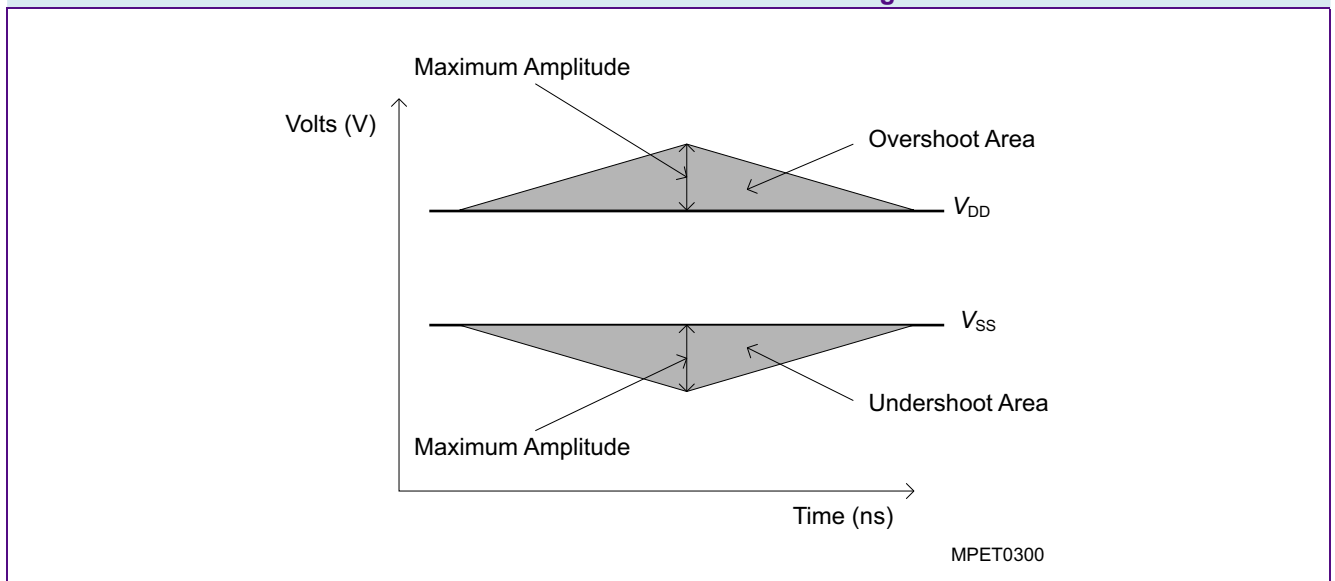 Maximum Amplitude
Volts (V)
Overshoot Area
VDD
VSS
Undershoot Area
Maximum Amplitude
Time (ns)
MPET0300